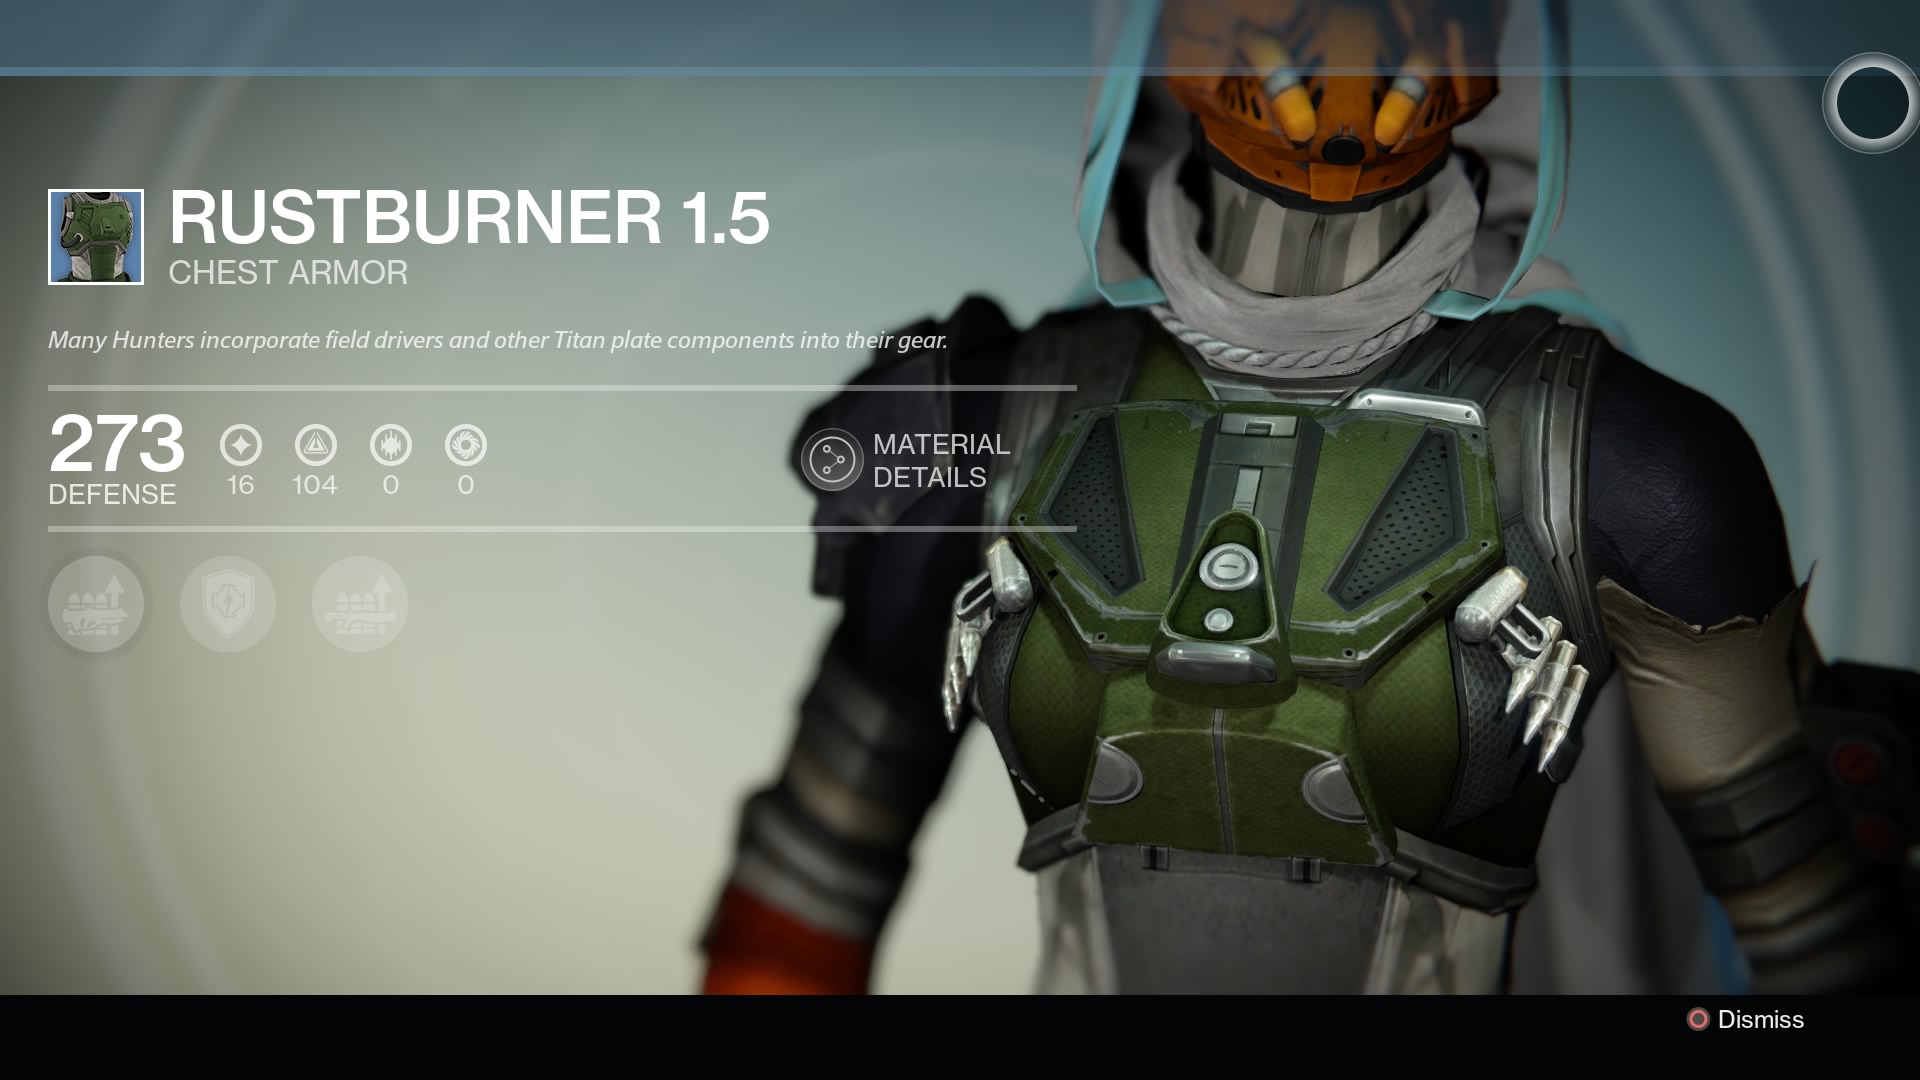 RUSTBURNER 1.5
CHEST ARMOR
Many Hunters incorporate field drivers and other Titan plate components into their gear.
273
DEFENSE
16
104
0
0
MATERIAL
DETAILS
Dismiss